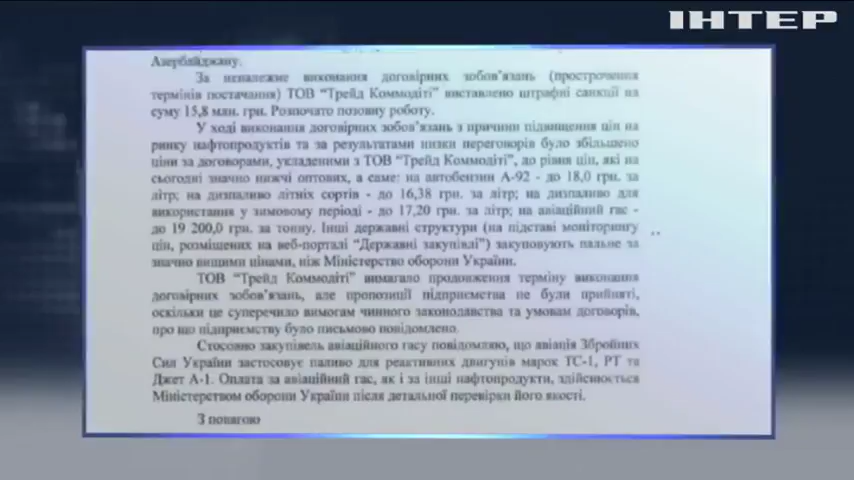 ІНТЕР
Азербайджану.
За неналежне виконання договірних зобов'язань (прострочення
термінів постачання) ТОВ "Трейд Коммодіті" виставлено штрафні санкції на
суму 15,8 млн. грн. Розпочато позовну роботу.
У ході виконання договірних зобов'язань з причини підвищення цін на
ринку нафтопродуктів та за результатами низки переговорів було збільшено
ціни за договорами, укладеними з ТОВ "Трейд Коммодіті", до рівня цін, які на
сьогодні значно нижчі оптових, а саме: на автобензин А-92 - до 18,0 грн. за
літр; на дизпаливо літніх сортів - до 16,38 грн. за літр; на дизпаливо для
використання у зимовому періоді - до 17,20 грн. за літр; на авіаційний гас -
до 19 200,0 грн. за тонну. Інші державні структури (на підставі моніторингу
цін, розміщених на веб-порталі "Державні закупівлі") закуповують пальне за
значно вищими цінами, ніж Міністерство оборони України.
ТОВ "Трейд Коммодіті" вимагало продовження терміну виконання
договірних зобов'язань, але пропозиції підприємства не були прийняті,
оскільки це суперечило вимогам чинного законодавства та умовам договорів,
про що підприємству було письмово повідомлено.
Стосовно закупівель авіаційного гасу повідомляю, що авіація Збройних
Сил України застосовує паливо для реактивних двигунів марок ТС-1, РТ та
Джет А-1. Оплата за авіаційний гас, як і за інші нафтопродукти, здійснюється
Міністерством оборони України після детальної перевірки його якості.
З повагою